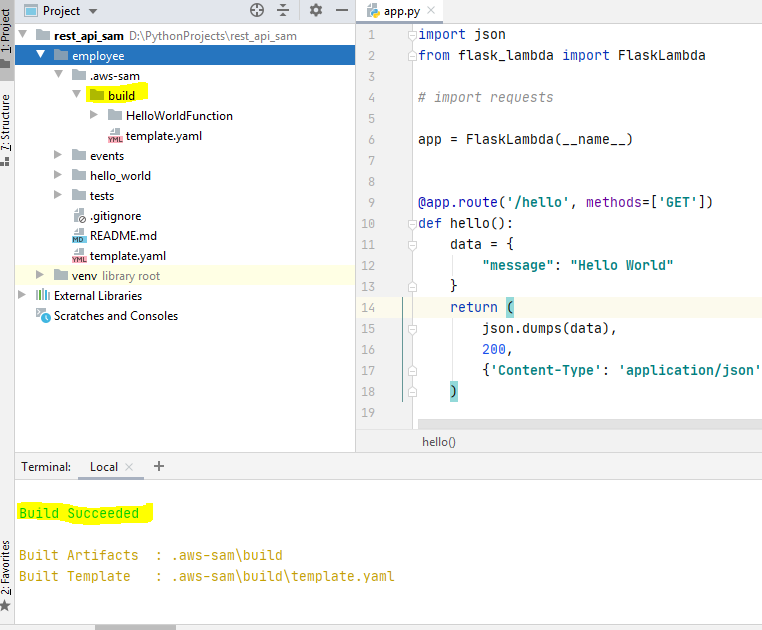 Project
app.py
1: Project
7: Structure
2: Favorites
rest_api_sam D:\PythonProjects\rest_api_sam
employee
.aws-sam
build
HelloWorldFunction
YML template.yaml
events
hello_world
tests
.gitignore
MD README.md
YML template.yaml
venv library root
External Libraries
Scratches and Consoles
1 import json
2 from flask_lambda import FlaskLambda
3
4 # import requests
5
6 app = FlaskLambda(__name__)
7
8
9 @app.route('/hello', methods=['GET'])
10 def hello():
11 data = {
12 "message": "Hello World"
13 }
14 return (
15 json.dumps(data),
16 200,
17 {'Content-Type': 'application/json'
18 )
19
hello()
Terminal: Local
Build Succeeded
Built Artifacts : .aws-sam\build
Built Template : .aws-sam\build\template.yaml